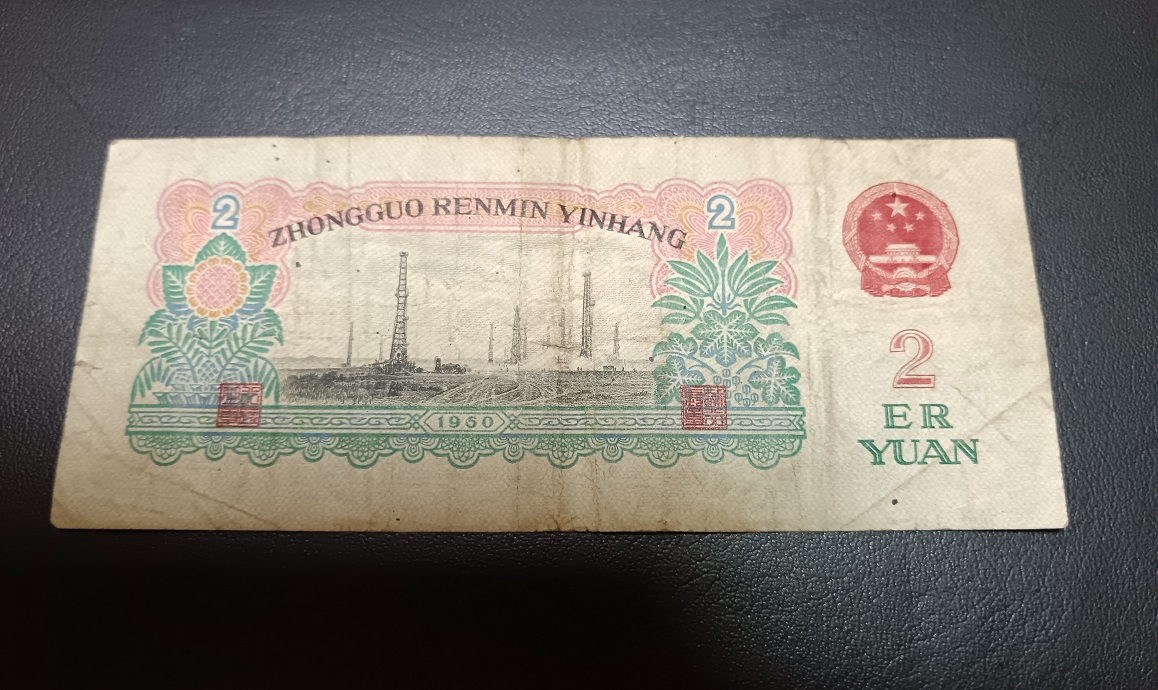 2
2
ZHONGGUO RENMIN YINHANG
1960
2
ER
YUAN